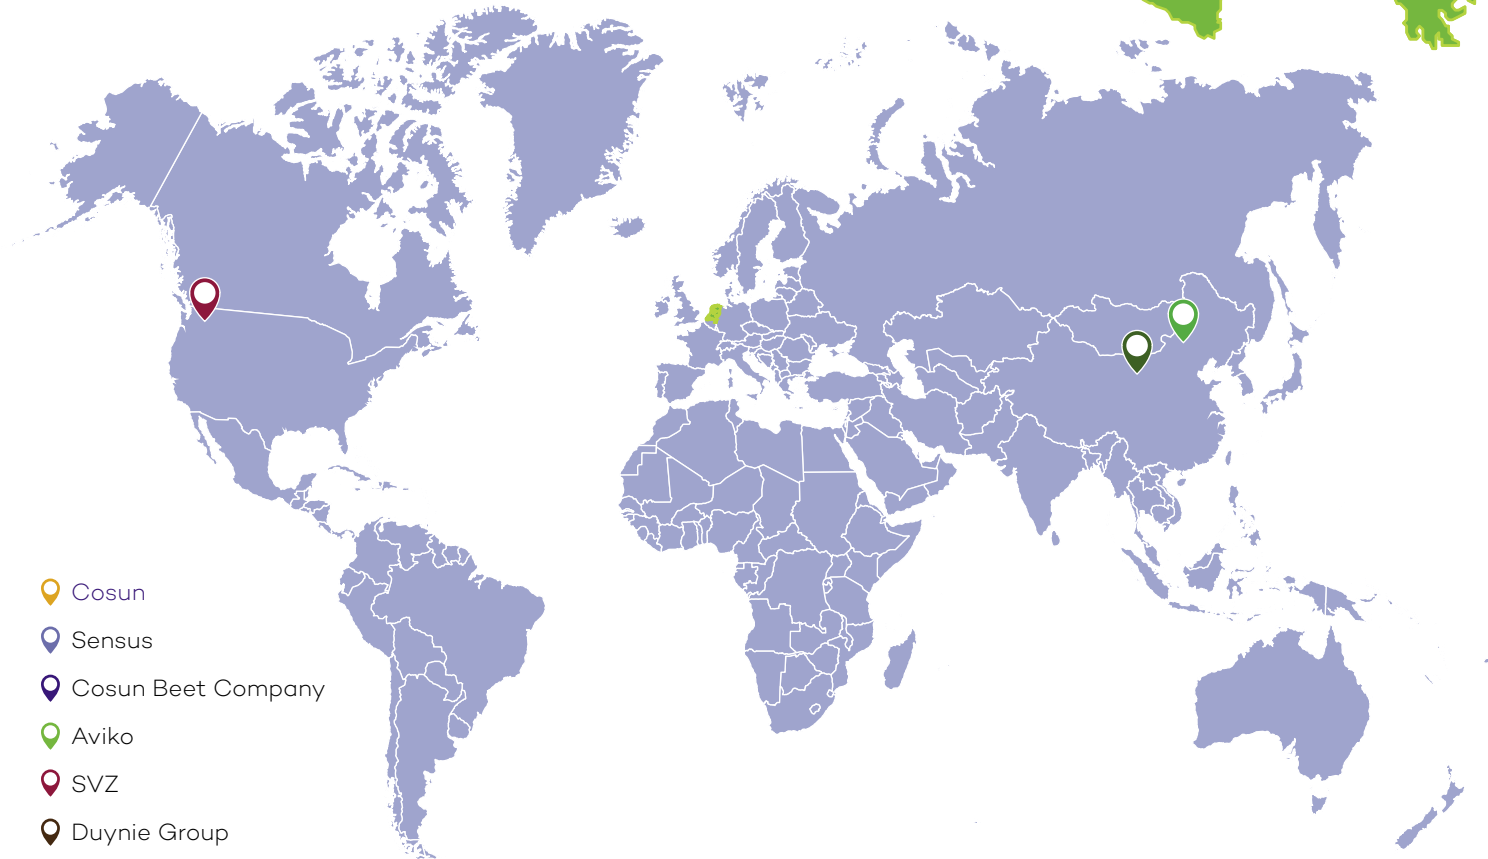 Cosun
Sensus
Cosun Beet Company
Aviko
SVZ
Duynie Group